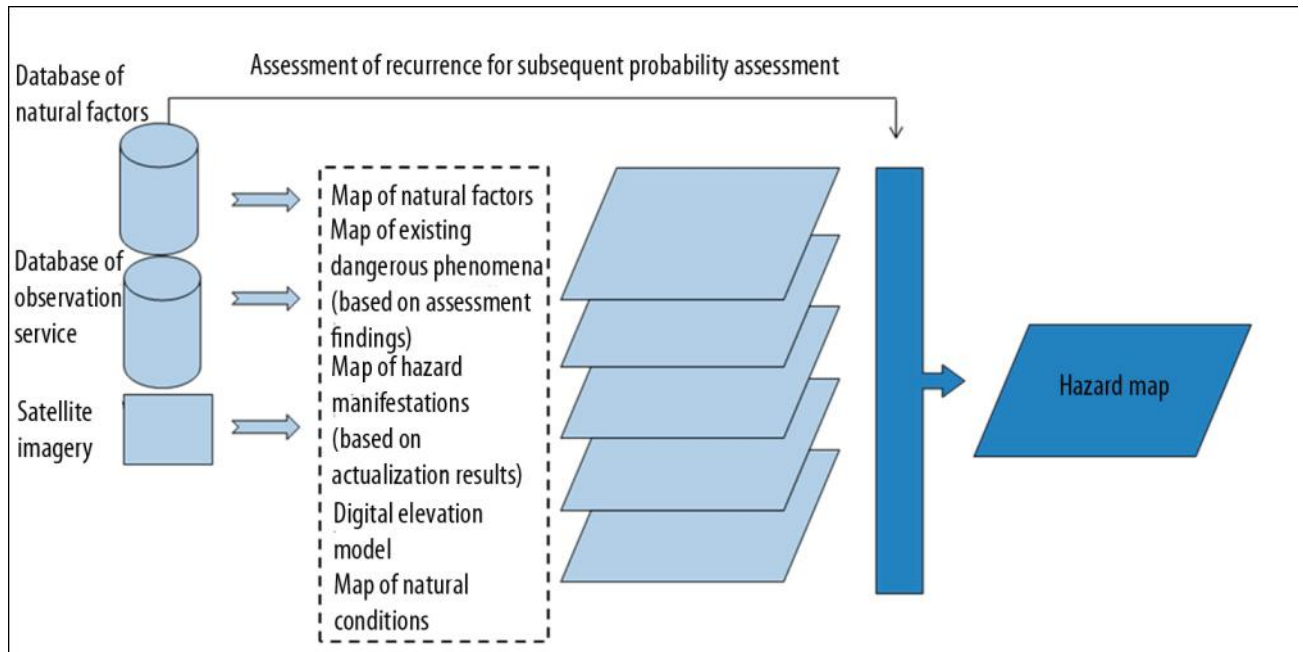 Assessment of recurrence for subsequent probability assessment
Database of
natural factors
Database of
observation
service
Satellite
imagery
Map of natural factors
Map of existing
dangerous phenomena
(based on assessment
findings)
Map of hazard
manifestations
(based on
actualization results)
Digital elevation
model
Map of natural
conditions
Hazard map